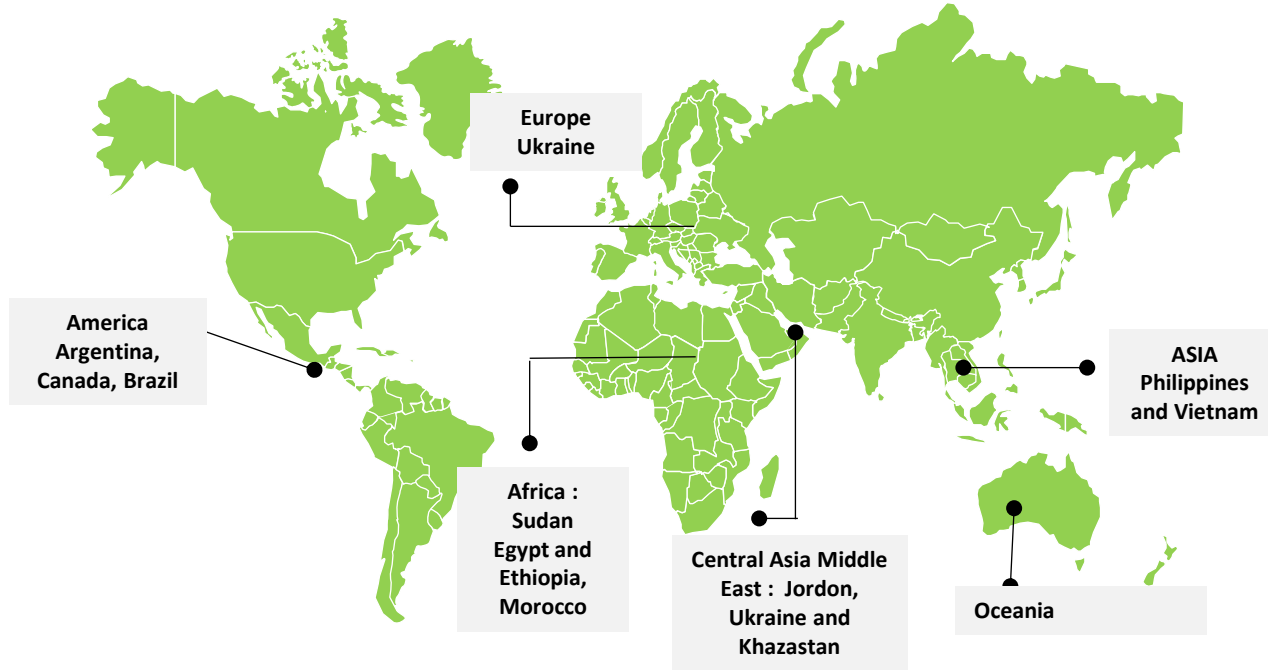 Europe
Ukraine
America
Argentina,
Canada, Brazil
ASIA
Philippines
and Vietnam
Africa :
Sudan
Egypt and
Ethiopia,
Morocco
Central Asia Middle
East : Jordon,
Ukraine and
Khazastan
Oceania